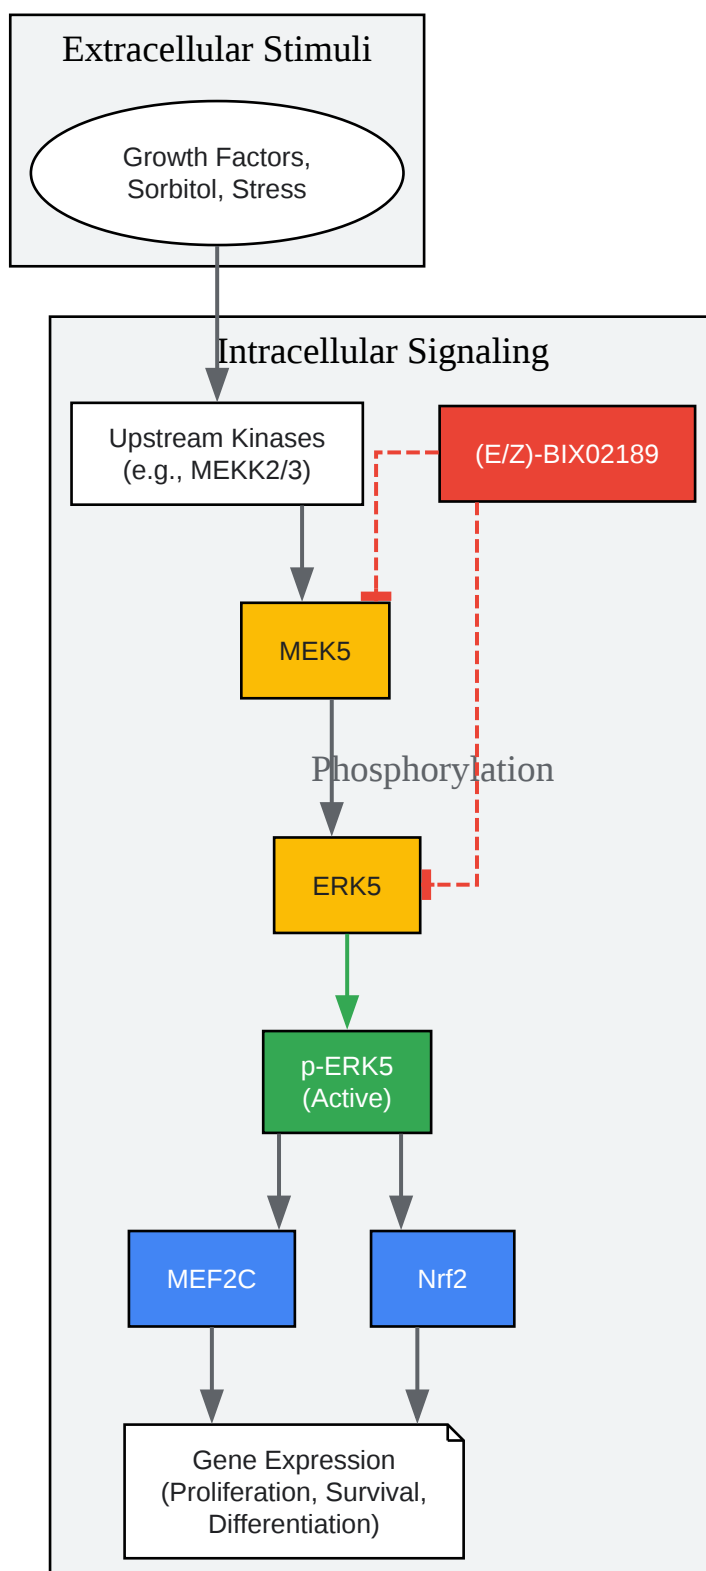 Extracellular Stimuli
Growth Factors,
Sorbitol, Stress
Intracellular Signaling
Upstream Kinases
(e.g., MEKK2/3)
(E/Z)-BIX02189
MEK5
Phosphorylation
ERK5
p-ERK5
(Active)
MEF2C
Nrf2
Gene Expression
(Proliferation, Survival,
Differentiation)